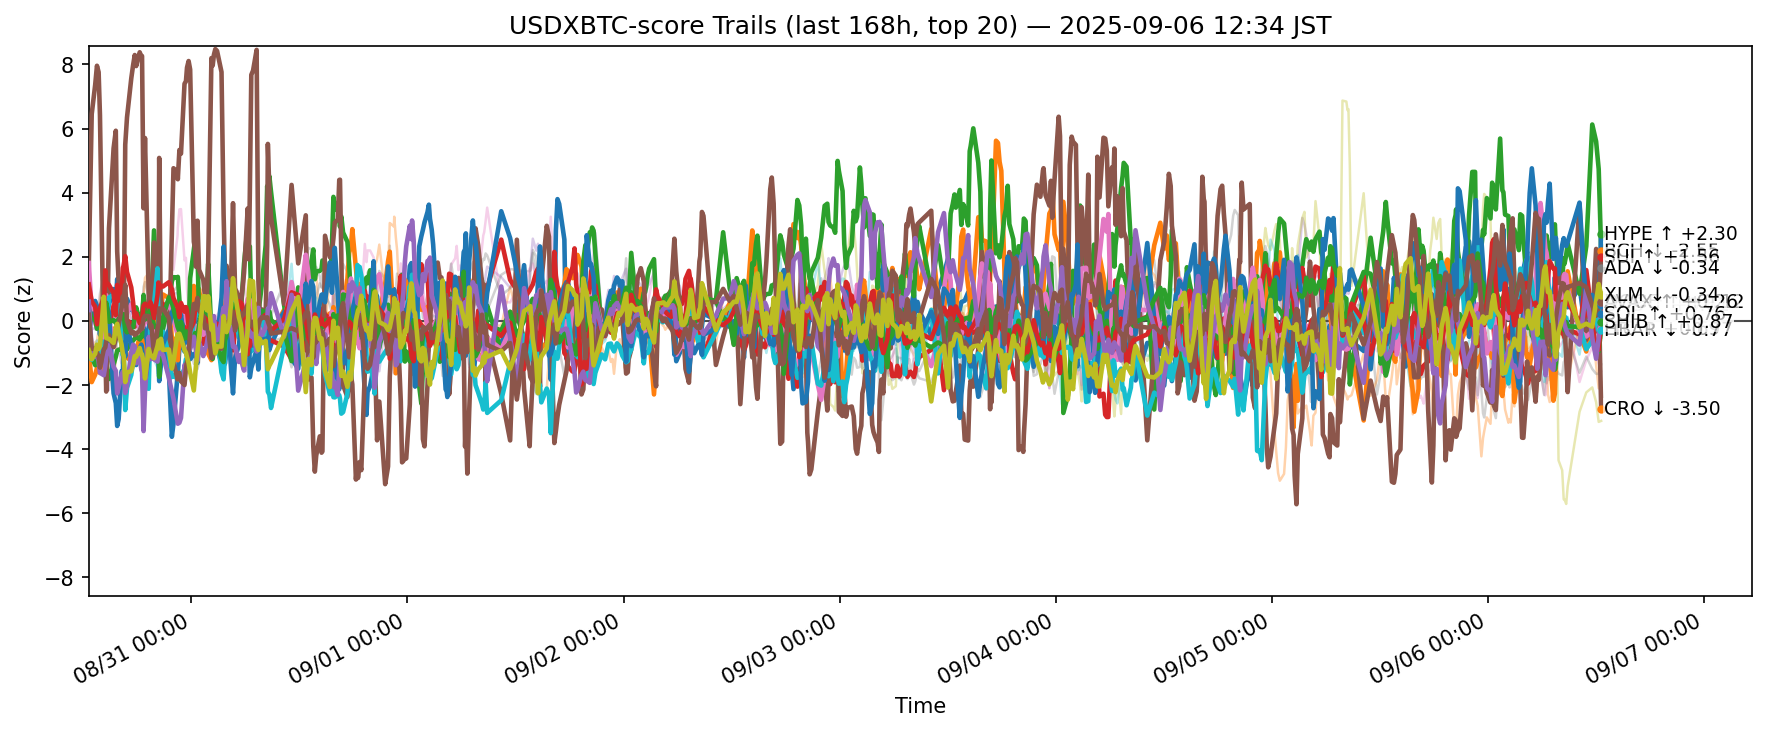 USDXBTC-score Trails (last 168h, top 20) — 2025-09-06 12:34 JST
Score (z)
8
6
4
2
0
−2
−4
−6
−8
HYPE ↑ +2.30
ADA ↓ -0.34
XLM ↓ -0.34
SHIB ↑ +0.87
CRO ↓ -3.50
08/31 00:00
09/01 00:00
09/02 00:00
09/03 00:00
09/04 00:00
09/05 00:00
09/06 00:00
09/07 00:00
Time